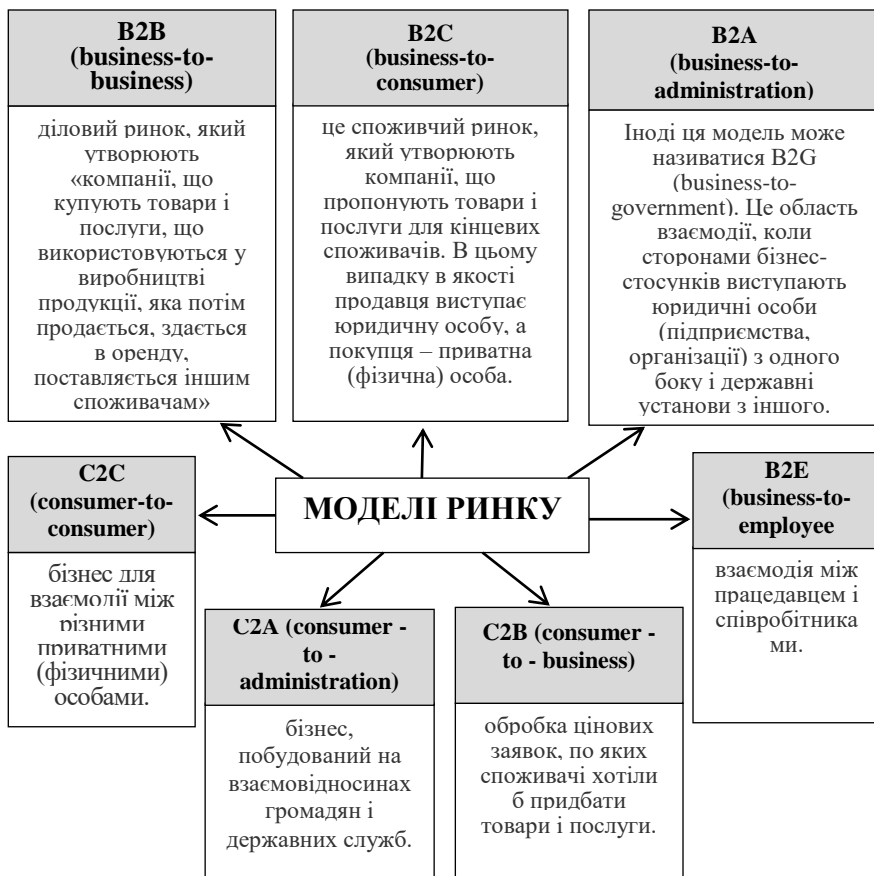 B2B
(business-to-
business)
діловий ринок, який
утворюють
«компанії, що
купують товари і
послуги, що
використовуються у
виробництві
продукції, яка потім
продається, здається
в оренду,
поставляється іншим
споживачам»
B2C
(business-to-
consumer)
це споживчий ринок,
який утворюють
компанії, що
пропонують товари і
послуги для кінцевих
споживачів. В цьому
випадку в якості
продавця виступає
юридичну особу, а
покупця – приватна
(фізична) особа.
B2A
(business-to-
administration)
Іноді ця модель може
називатися B2G
(business-to-
government). Це область
взаємодії, коли
сторонами бізнес-
стосунків виступають
юридичні особи
(підприємства,
організації) з одного
боку і державні
установи з іншого.
C2C
(consumer-to-
consumer)
бізнес для
взаємодії між
різними
приватними
(фізичними)
особами.
МОДЕЛІ РИНКУ
B2E
(business-to-
employee
взаємодія між
працедавцем і
співробітника
ми.
C2A (consumer -
to -
administration)
бізнес,
побудований на
взаємовідносинах
громадян і
державних служб.
C2B (consumer -
to - business)
обробка цінових
заявок, по яких
споживачі хотіли
б придбати
товари і послуги.